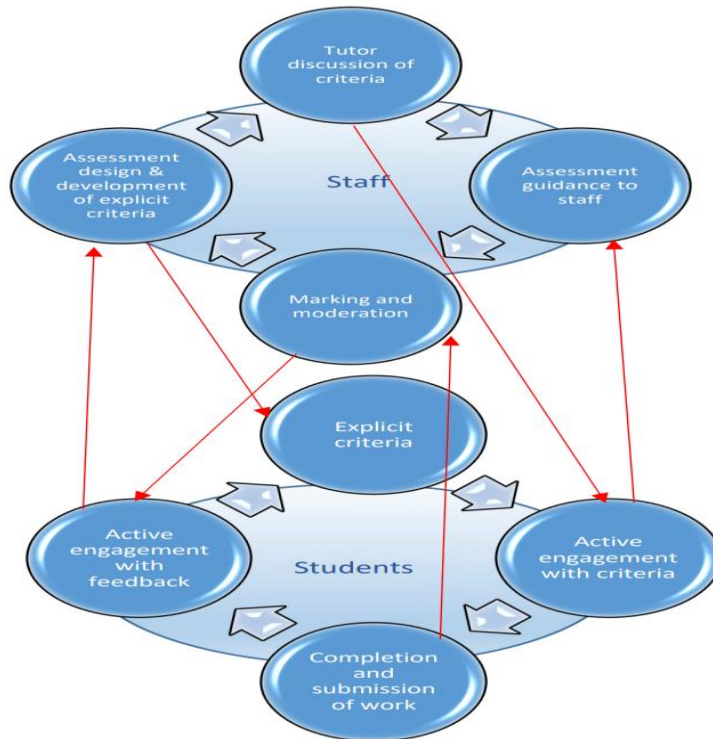 Tutor
discussion of
criteria
Assessment
design &
development
of explicit
criteria
Staff
Assessment
guidance to
staff
Marking and
moderation
Explicit
criteria
Active
engagement
with
feedback
Students
Active
engagement
with criteria
Completion
and
submission
of work